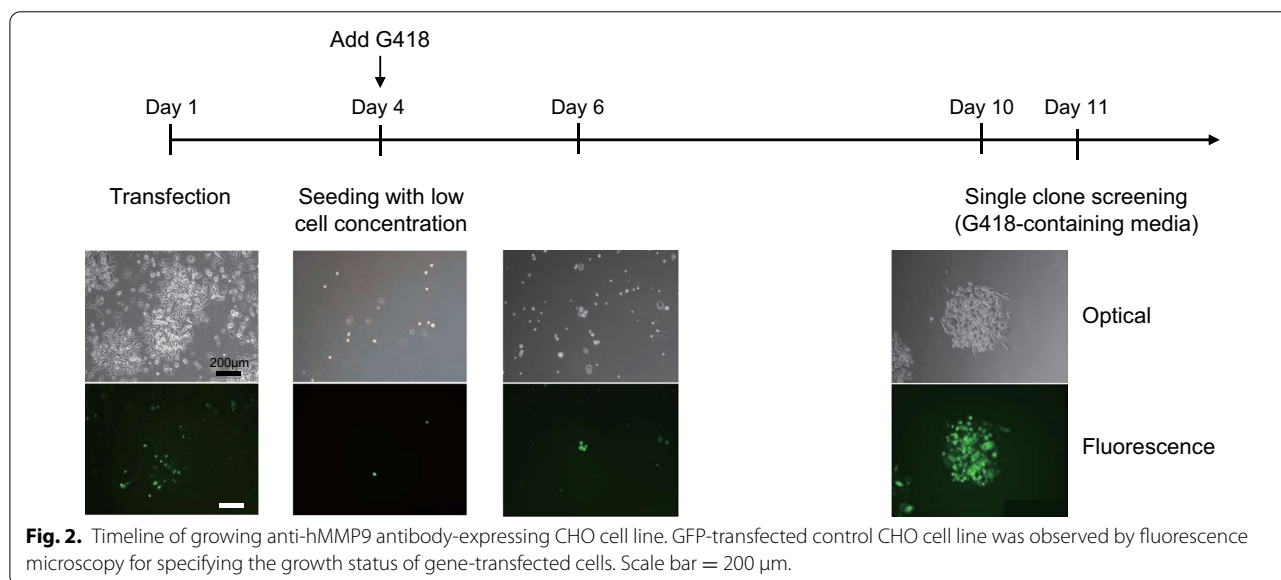 Add G418
Day 1
Day 4
Day 6
Day 10
Day 11
Transfection
Seeding with low
cell concentration
Single clone screening
(G418-containing media)
200µm
Optical
Fluorescence
Fig. 2. Timeline of growing anti-hMMP9 antibody-expressing CHO cell line. GFP-transfected control CHO cell line was observed by fluorescence
microscopy for specifying the growth status of gene-transfected cells. Scale bar = 200 µm.